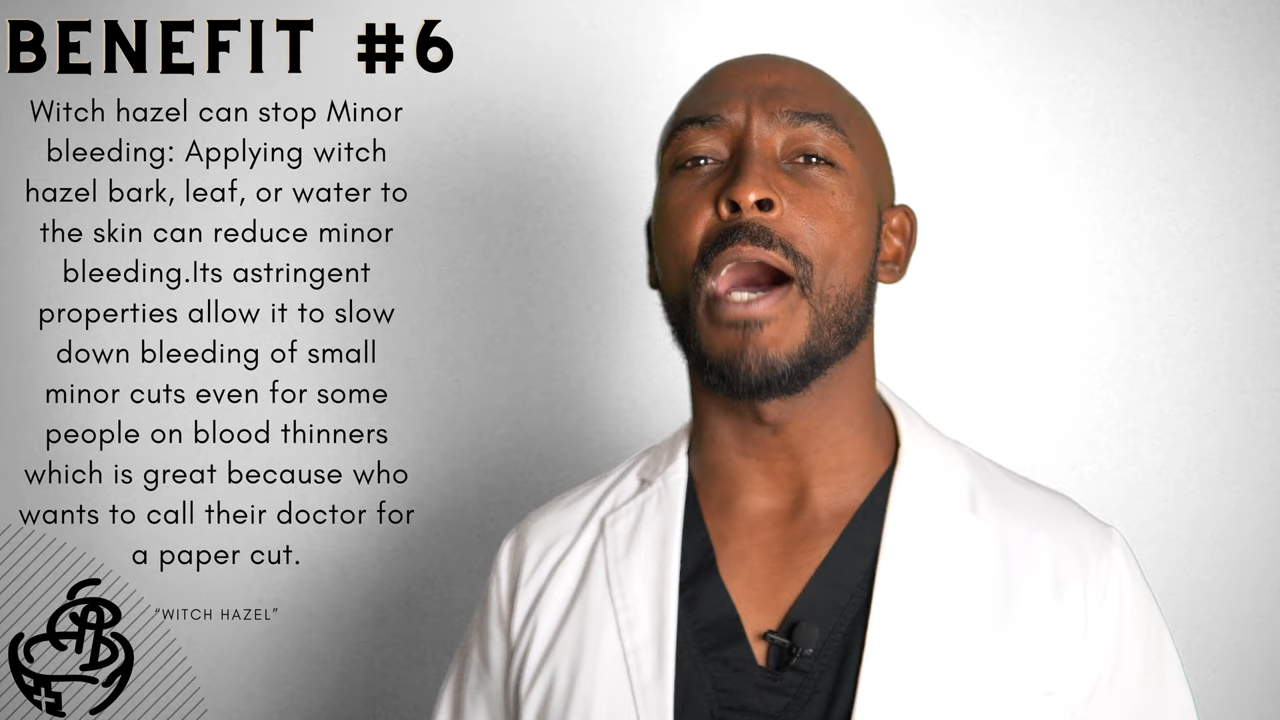 BENEFIT #6
Witch hazel can stop Minor
bleeding: Applying witch
hazel bark, leaf, or water to
the skin can reduce minor
bleeding.Its astringent
properties allow it to slow
down bleeding of small
minor cuts even for some
people on blood thinners
which is great because who
wants to call their doctor for
a paper cut.
"WITCH HAZEL"